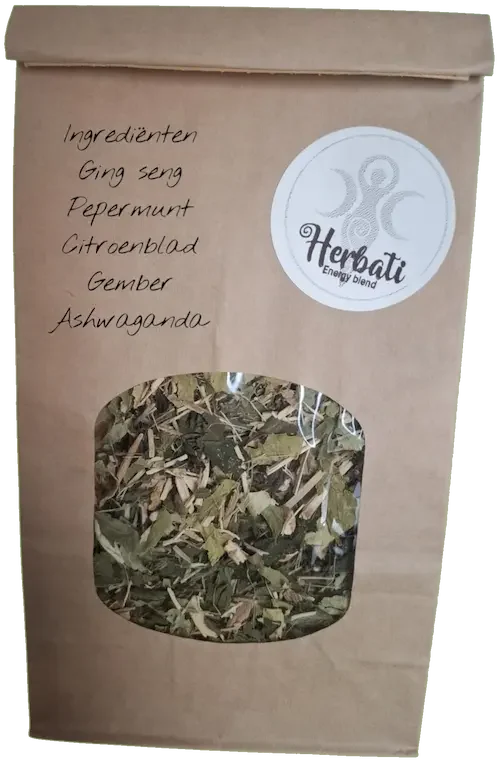 Ingrediënten
Ging seng
Pepermunt
Citroenblad
Gember
Ashwaganda
Herbati
Energy blend